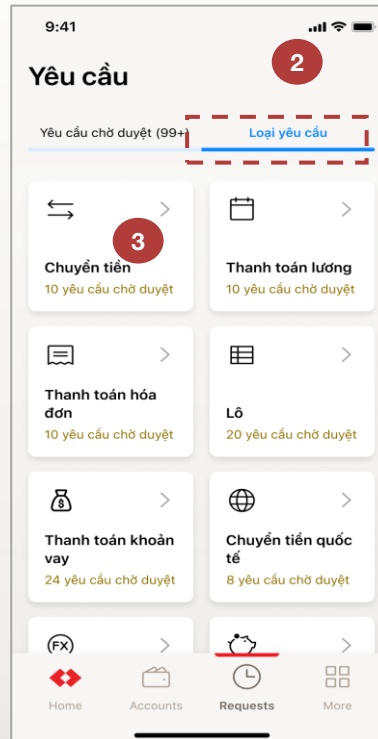 9:41
Yêu cầu
2
Yêu cầu chờ duyệt (99+)
Loại yêu cầu
3
Chuyển tiền
10 yêu cầu chờ duyệt
Thanh toán lương
10 yêu cầu chờ duyệt
Thanh toán hóa
đơn
10 yêu cầu chờ duyệt
Lô
20 yêu cầu chờ duyệt
Thanh toán khoản
vay
24 yêu cầu chờ duyệt
Chuyển tiền quốc
tế
8 yêu cầu chờ duyệt
FX
Home
Accounts
Requests
More